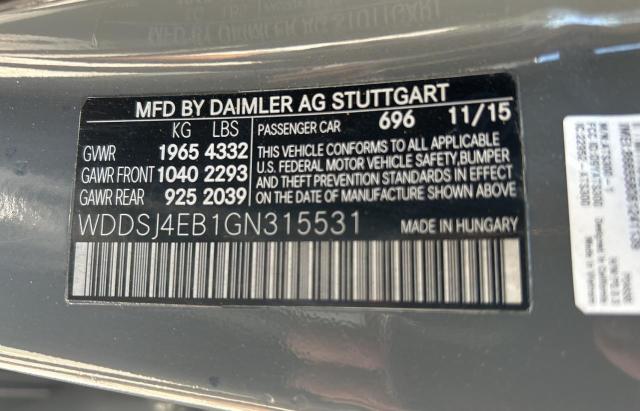 MFD BY DAIMLER AG STUTTGART
KG LBS
GVWR 1965 4332
GAWR FRONT 1040 2293
GAWR REAR 925 2039
PASSENGER CAR 696 11/15
THIS VEHICLE CONFORMS TO ALL APPLICABLE
U.S. FEDERAL MOTOR VEHICLE SAFETY, BUMPER
AND THEFT PREVENTION STANDARDS IN EFFECT
ON THE DATE OF MANUFACTURE SHOWN ABOVE.
WDDSJ4EB1GN315531
MADE IN HUNGARY